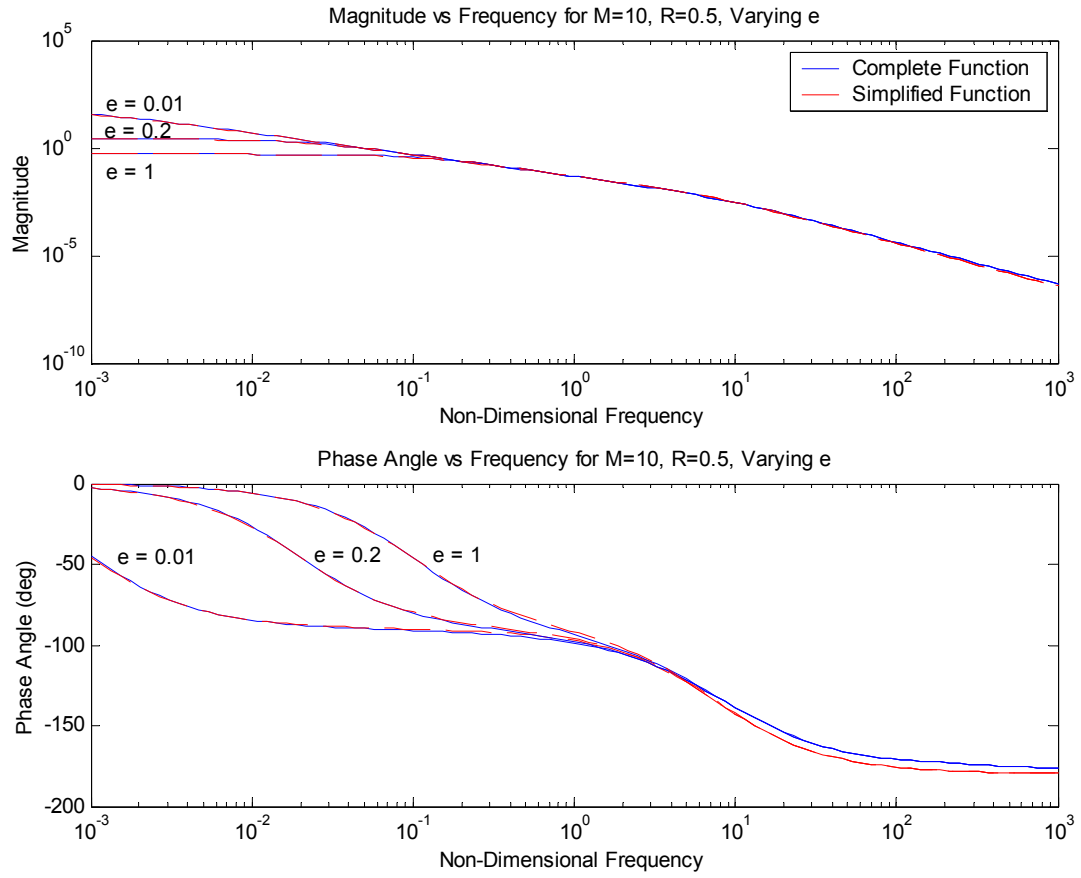 Magnitude vs Frequency for M=10, R=0.5, Varying e
10^5
10^0
10^-5
10^-10
Magnitude
Complete Function
Simplified Function
e = 0.01
e = 0.2
e = 1
10^-3 10^-2 10^-1 10^0 10^1 10^2 10^3
Non-Dimensional Frequency
Phase Angle vs Frequency for M=10, R=0.5, Varying e
0
-50
-100
-150
-200
Phase Angle (deg)
e = 0.01 e = 0.2 e = 1
10^-3 10^-2 10^-1 10^0 10^1 10^2 10^3
Non-Dimensional Frequency